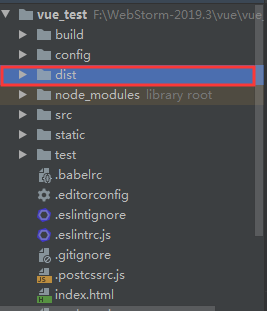 vue_test F:\WebStorm-2019.3\vue\vue_
build
config
dist
node_modules library root
src
static
test
.babelrc
.editorconfig
.eslintignore
.eslintrc.js
.gitignore
.postcssrc.js
index.html